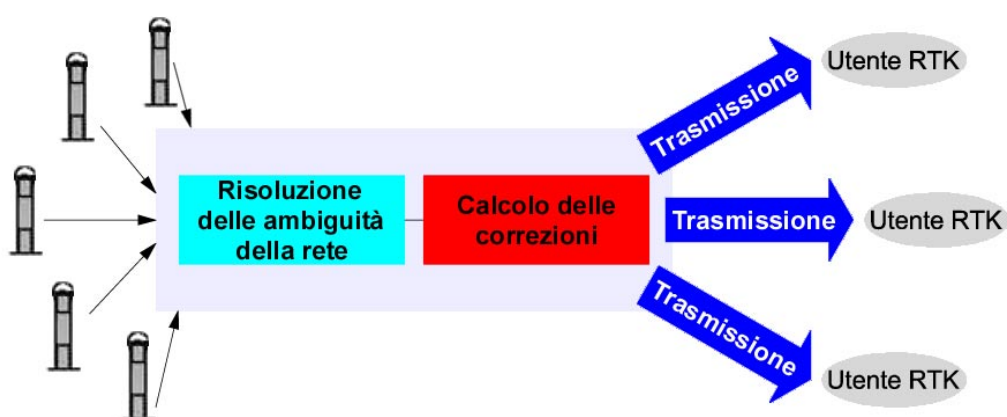 Risoluzione
delle ambiguità
della rete
Calcolo delle
correzioni
Trasmissione
Utente RTK
Trasmissione
Utente RTK
Trasmissione
Utente RTK